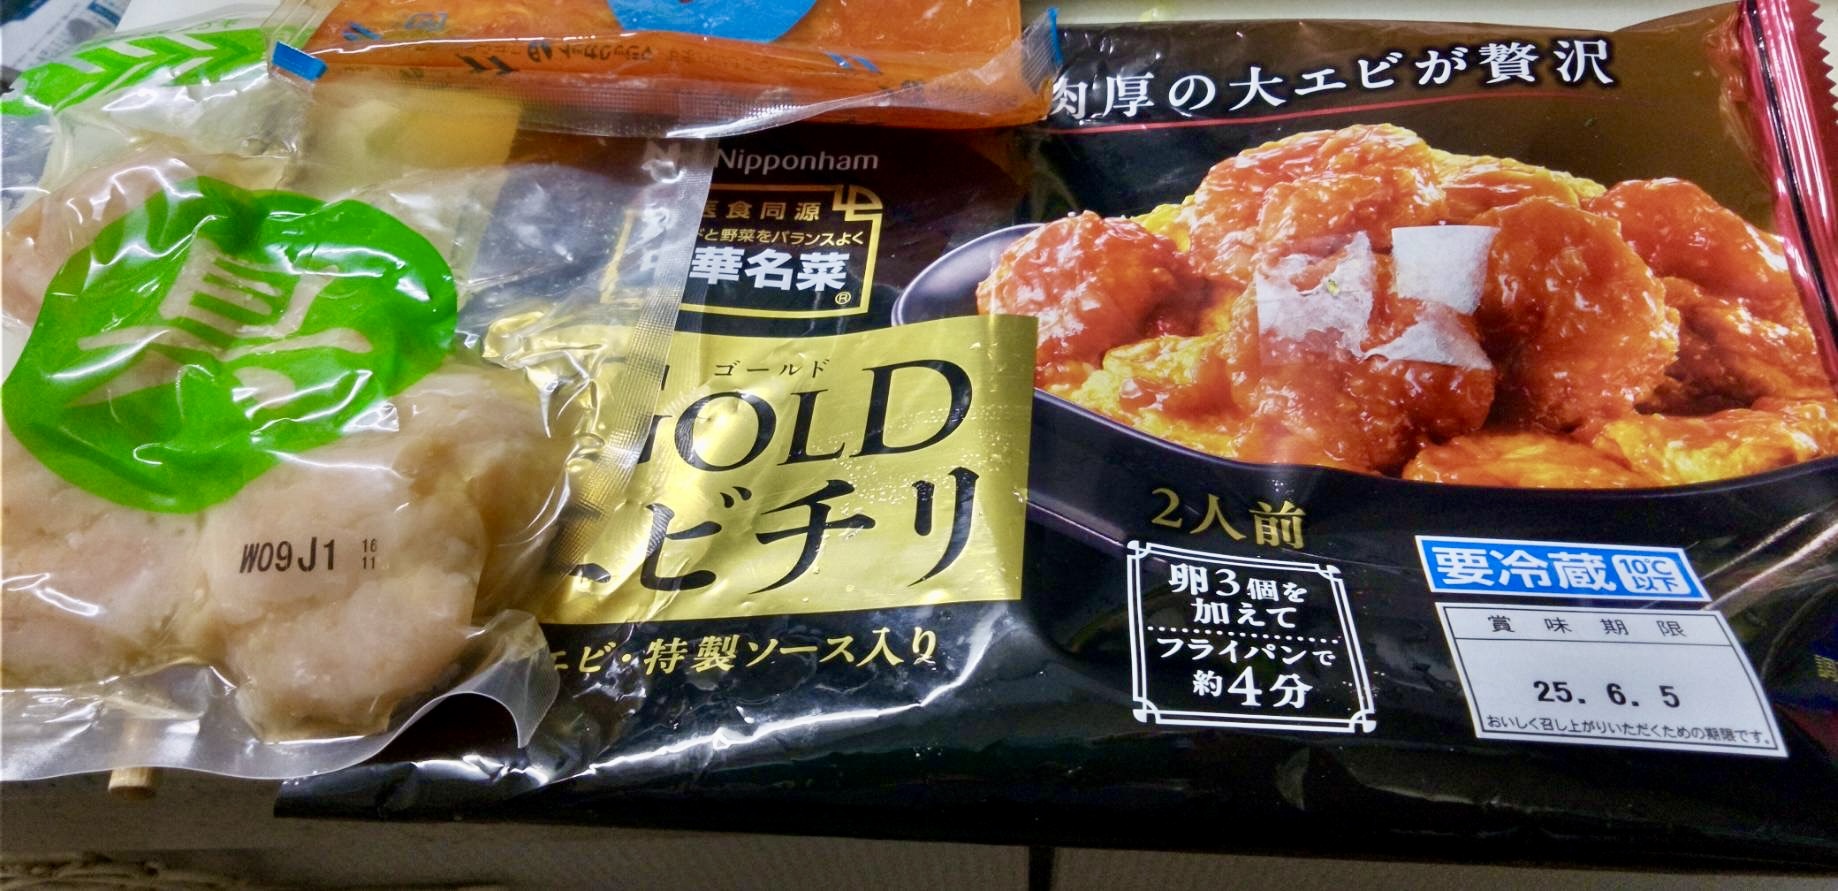 肉厚の大エビが贅沢
Nipponham
医食同源
と野菜をバランスよく
中華名菜®
ゴールド
GOLD
エビチリ
エビ・特製ソース入り
2人前
卵3個を
加えて
フライパンで
約4分
要冷蔵 10℃以下
賞味期限
25. 6. 5
おいしく召し上がりいただくための期限です。
W09J1
16
11